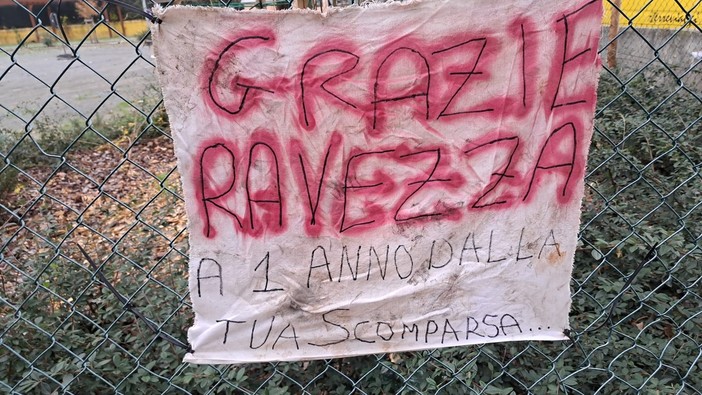 GRAZIE
RAVEZZA
A 1 ANNO DALLA
TUA SCOMPARSA...